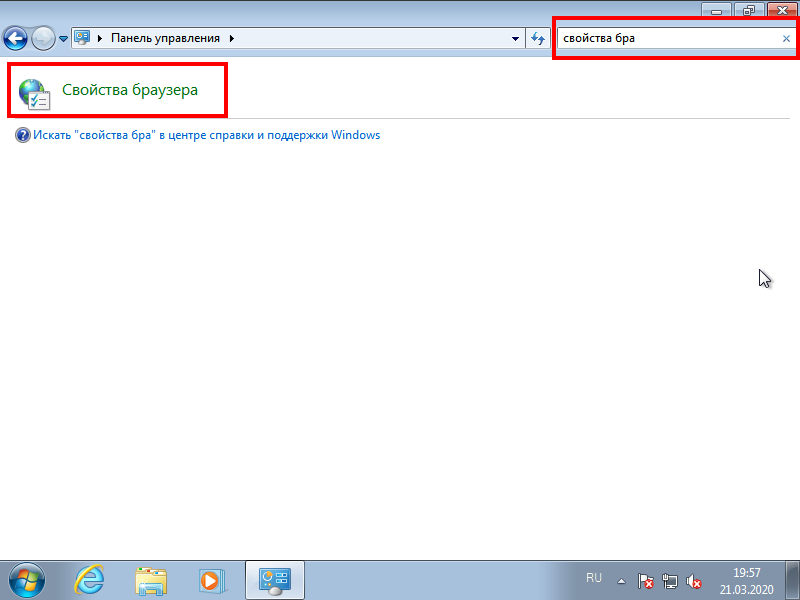 Панель управления
свойства бра
Свойства браузера
Искать "свойства бра" в центре справки и поддержки Windows
RU
19:57
21.03.2020